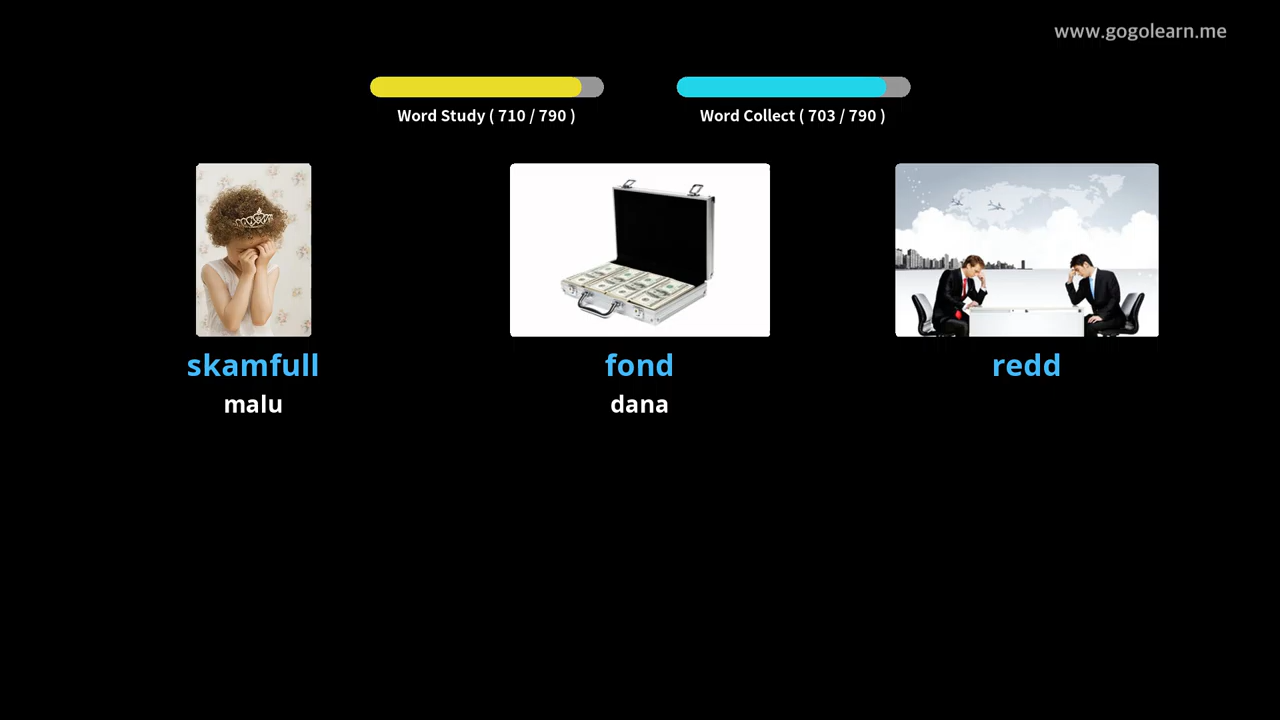 www.gogolearn.me
Word Study ( 710 / 790 )
Word Collect ( 703 / 790 )
skamfull
fond
redd
malu
dana